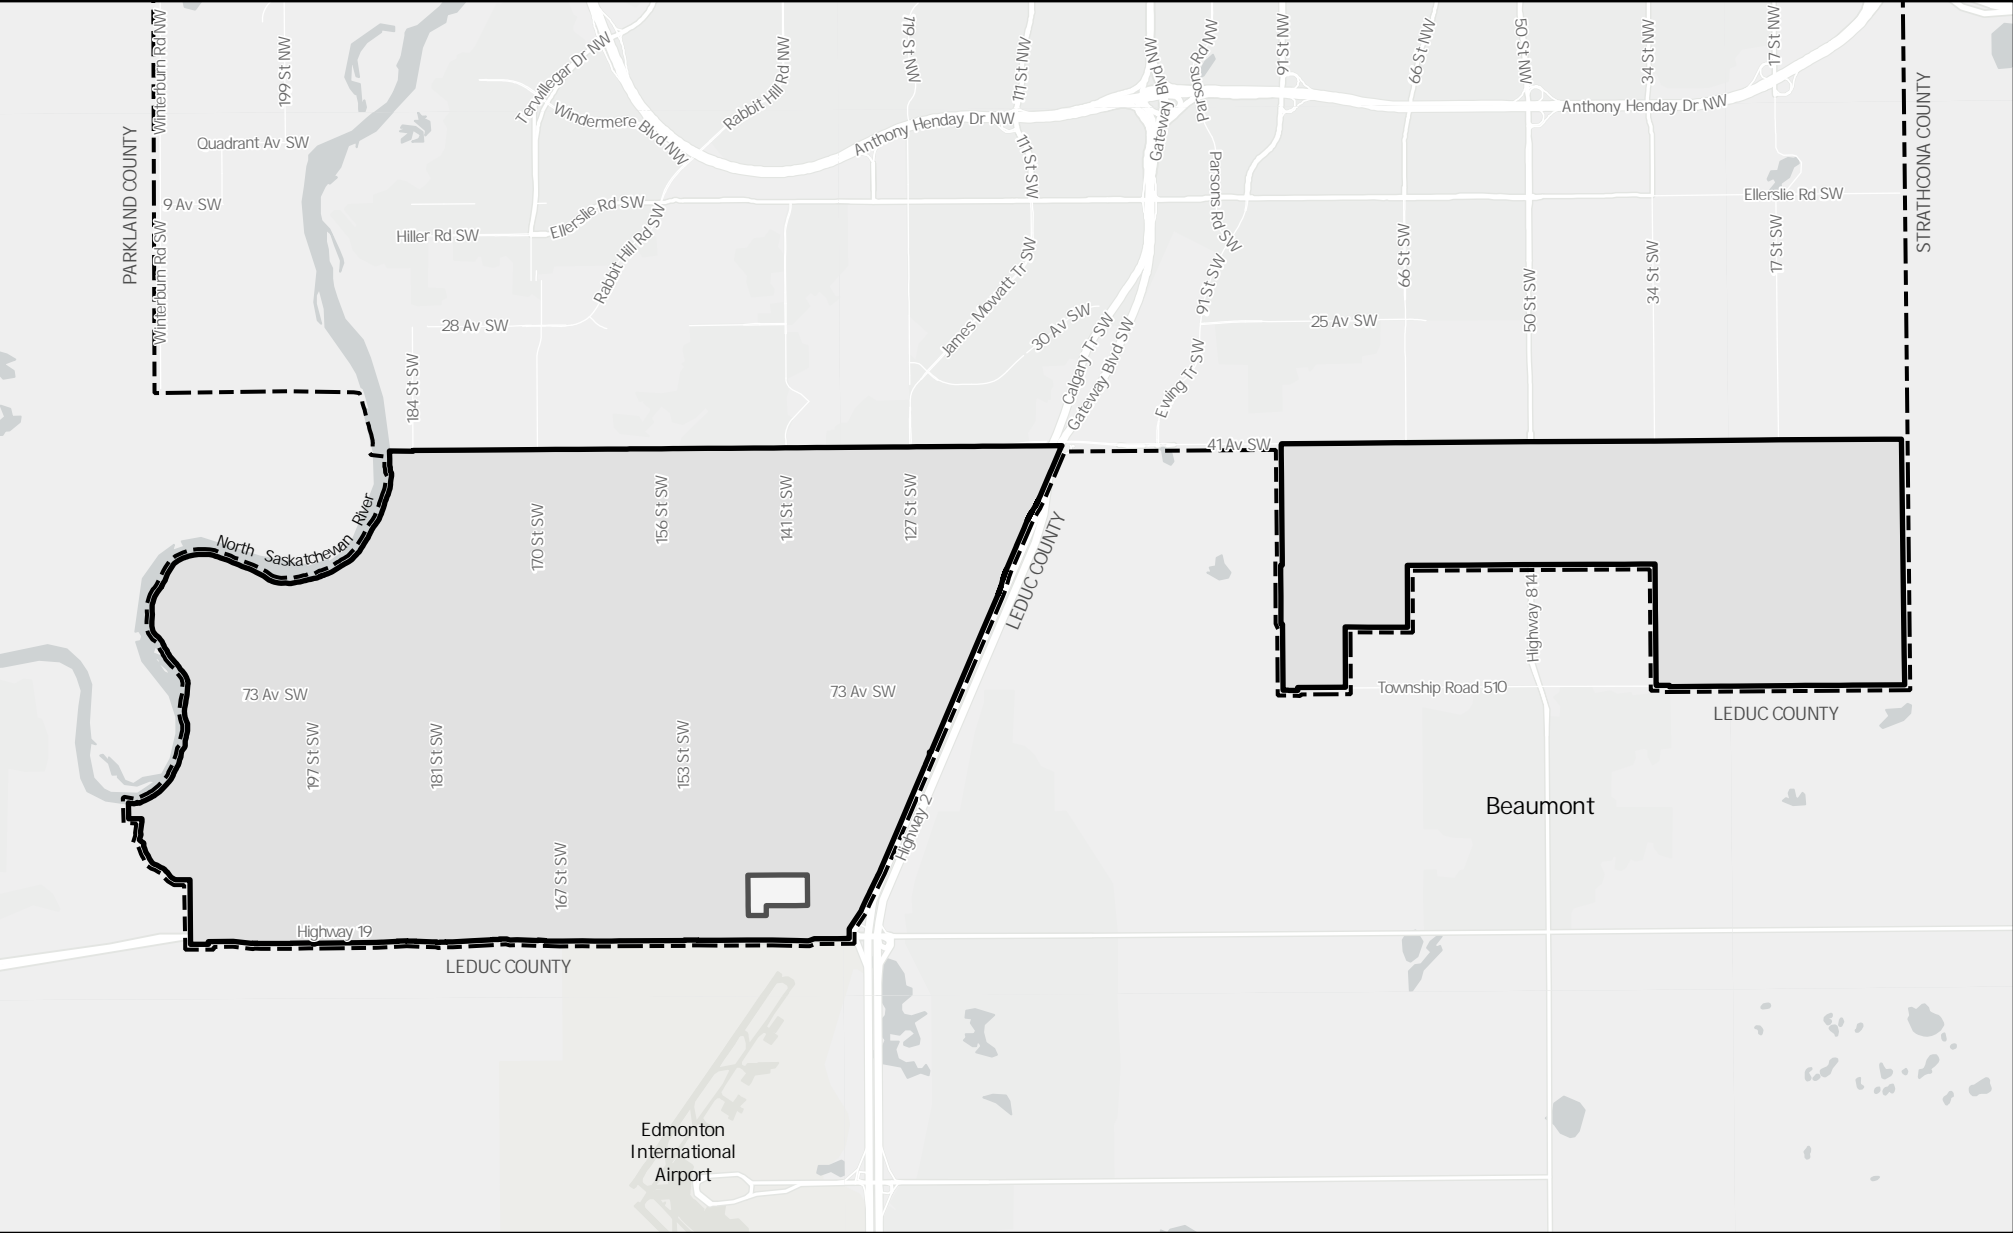 Winterburn Rd NW
199 St NW
Terwillegar Dr NW
Rabbit Hill Rd NW
119 St NW
111 St NW
Gateway Blvd NW
Parsons Rd NW
91 St NW
66 St NW
50 St NW
34 St NW
17 St NW
Windermere Blvd NW
Anthony Henday Dr NW
Anthony Henday Dr NW
PARKLAND COUNTY
STRATHCONA COUNTY
Quadrant Av SW
9 Av SW
111 St SW
Parsons Rd SW
Ellerslie Rd SW
Ellerslie Rd SW
Hiller Rd SW
Rabbit Hill Rd SW
Winterburn Rd SW
James Mowatt Tr SW
91 St SW
66 St SW
50 St SW
34 St SW
17 St SW
28 Av SW
30 Av SW
25 Av SW
Calgary Tr SW
Gateway Blvd SW
Ewing Tr SW
184 St SW
41 Av SW
North Saskatchewan River
170 St SW
156 St SW
141 St SW
127 St SW
LEDUC COUNTY
Highway 814
73 Av SW
73 Av SW
Township Road 510
LEDUC COUNTY
197 St SW
181 St SW
153 St SW
Beaumont
Highway 2
167 St SW
Highway 19
LEDUC COUNTY
Edmonton
International
Airport